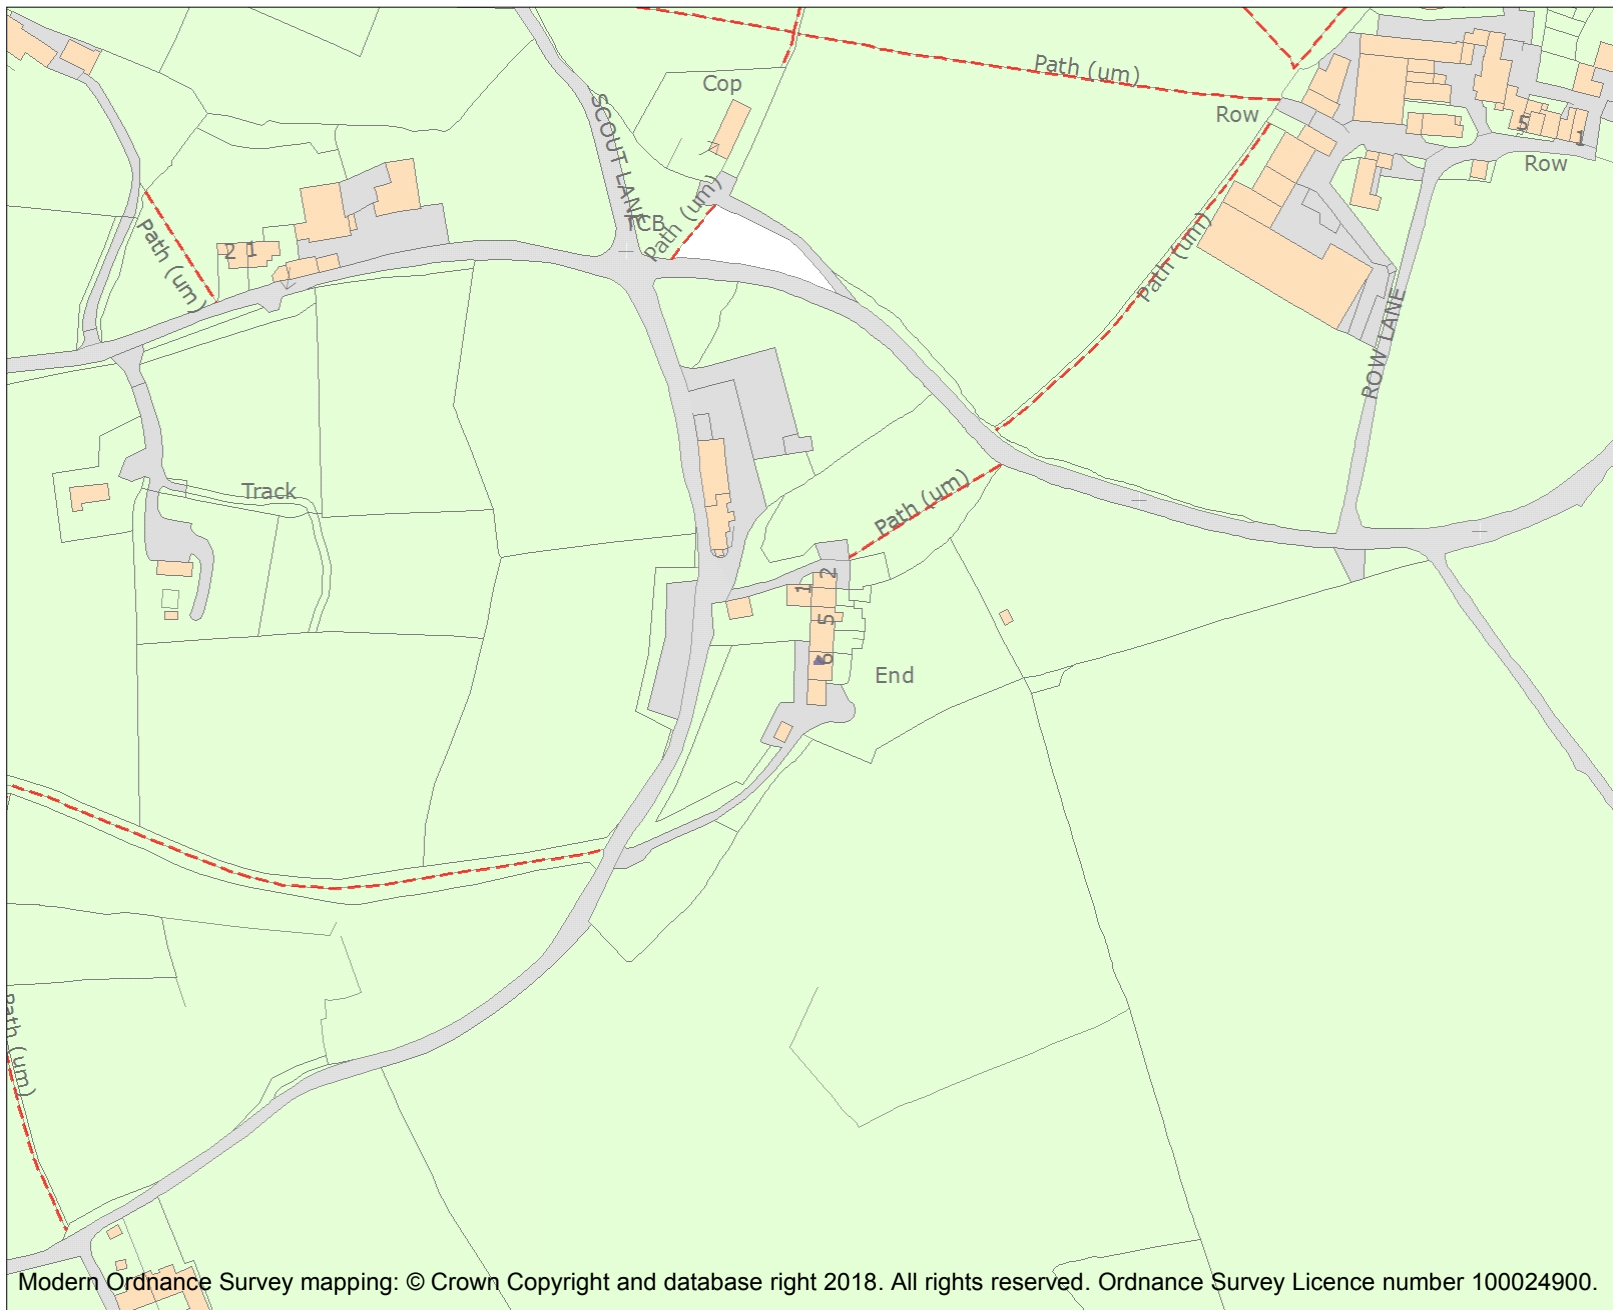 Path (um)
Cop
SCOUT LANE
Row
5
1
Row
TCB
Path (um)
Path (um)
2
1
Path (um)
ROW LANE
Track
Path (um)
2
1
5
6
End
Path (um)
Modern Ordnance Survey mapping: © Crown Copyright and database right 2018. All rights reserved. Ordnance Survey Licence number 100024900.